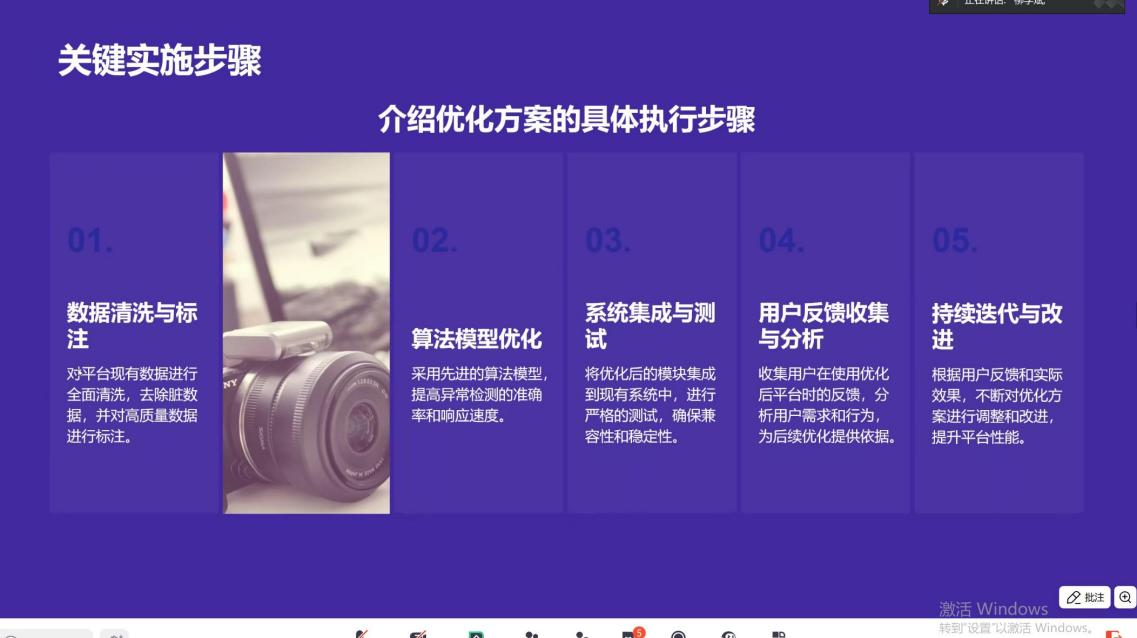 关键实施步骤
介绍优化方案的具体执行步骤
01.
数据清洗与标
注
对平台现有数据进行
全面清洗，去除脏数
据，并对高质量数据
进行标注。
NY
SIGMA
02.
算法模型优化
采用先进的算法模型，
提高异常检测的准确
率和响应速度。
03.
系统集成与测
试
将优化后的模块集成
到现有系统中，进行
严格的测试，确保兼
容性和稳定性。
04.
用户反馈收集
与分析
收集用户在使用优化
后平台时的反馈，分
析用户需求和行为，
为后续优化提供依据。
05.
持续迭代与改
进
根据用户反馈和实际
效果，不断对优化方
案进行调整和改进，
提升平台性能。
批注
激活 Windows
转到"设置"以激活 Windows。
5